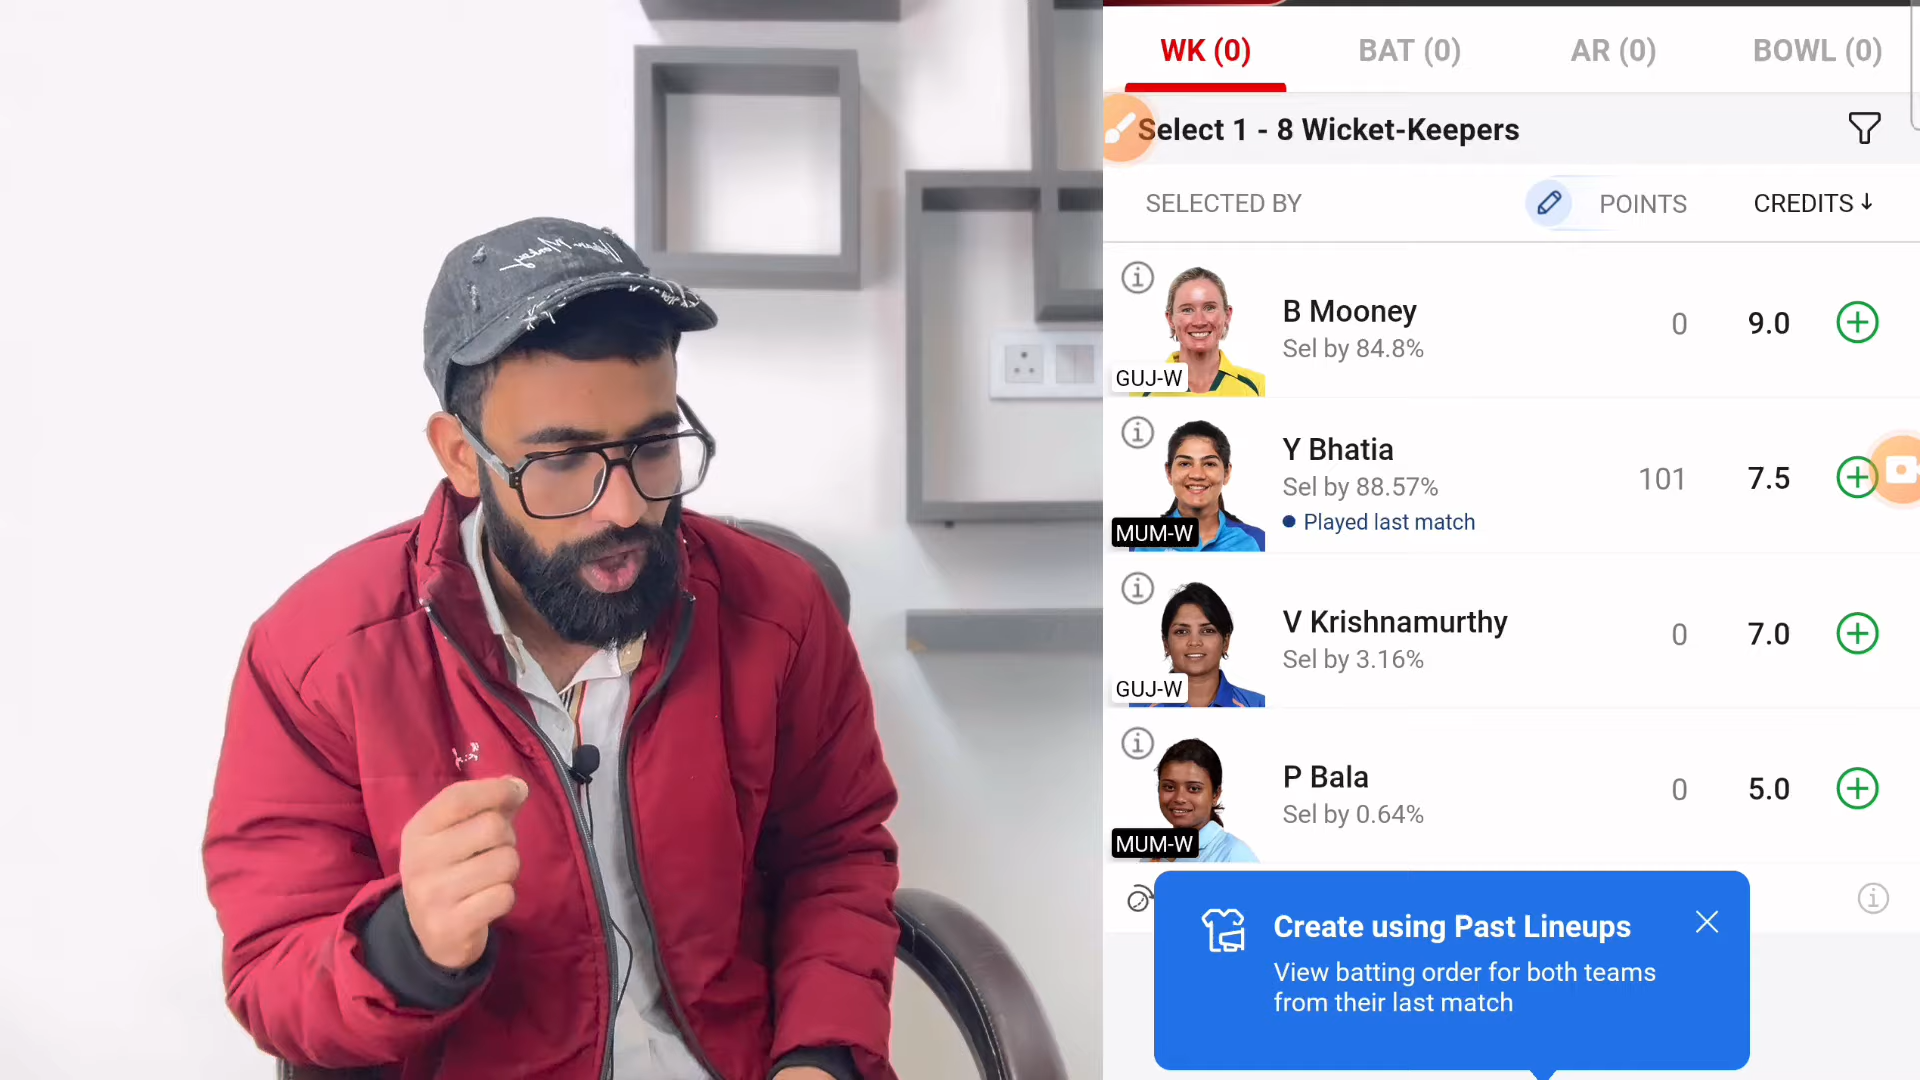 WK (0)
BAT (0)
AR (0)
BOWL (0)
Select 1 - 8 Wicket-Keepers
SELECTED BY
POINTS
CREDITS
B Mooney
Sel by 84.8%
GUJ-W
0
9.0
Y Bhatia
Sel by 88.57%
Played last match
MUM-W
101
7.5
V Krishnamurthy
Sel by 3.16%
GUJ-W
0
7.0
P Bala
Sel by 0.64%
MUM-W
0
5.0
Create using Past Lineups
View batting order for both teams
from their last match